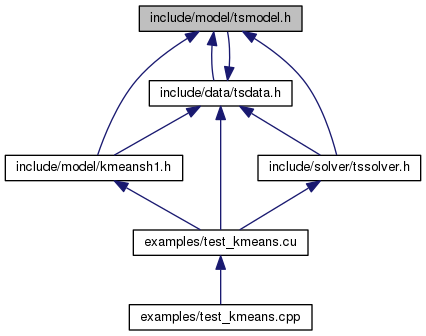 include/model/tsmodel.h
include/data/tsdata.h
include/model/kmeansh1.h
include/solver/tssolver.h
examples/test_kmeans.cu
examples/test_kmeans.cpp